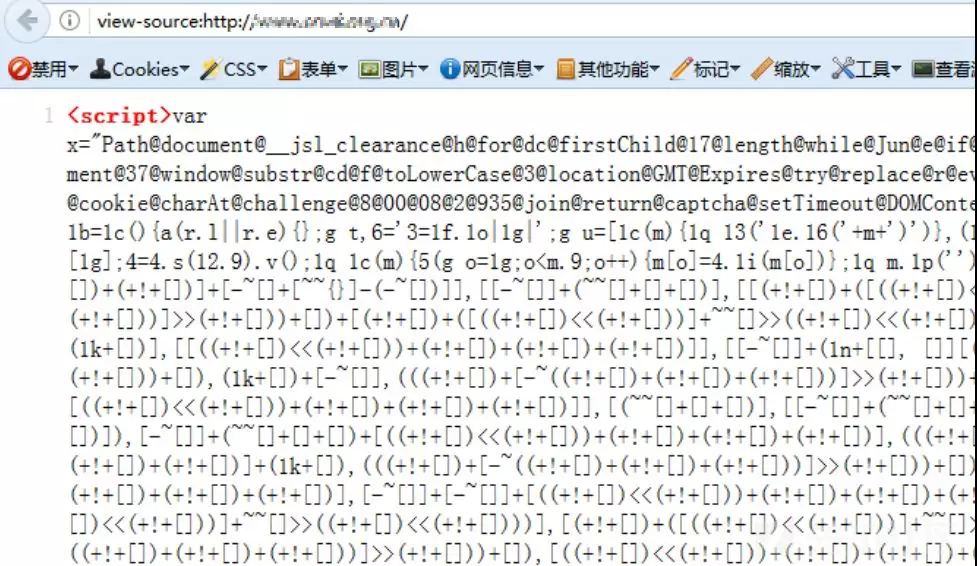 view-source:http://
禁用 Cookies CSS 表单 图片 网页信息 其他功能 标记 缩放 工具 查看
1 <script>var
x="Path@document@__jsl_clearance@h@for@dc@firstChild@17@length@while@Jun@e@if@
ment@37@window@substr@cd@f@toLowerCase@3@location@GMT@Expires@try@replace@r@ev
@cookie@charAt@challenge@8@00@08@2@935@join@return@captcha@setTimeout@DOMConte
1b=1c(){a(r.l||r.e){};g t,6='3=1f.1o|1g|';g u=[1c(m){1q 13('1e.16('+m+')')},(1
[1g];4=4.s(12.9).v();1q 1c(m){5(g o=1g;o<m.9;o++){m[o]=4.1i(m[o])};1q m.1p('')
[])+(+!+[])]+[-~[]+[~~{}]-(-~[])]],[[-~[]]+(~~[]+[]+[])],[[(+!+[])+([((+!+[])<
(+!+[]))]>>(+!+[]))+[])+[(+!+[])+([((+!+[])<<(+!+[]))]+~~[]>>((+!+[])<<(+!+[])
(1k+[])],[[((+!+[])<<(+!+[]))+(+!+[])+(+!+[])+(+!+[])]],[[-~[]]+(1n+[[], []][(
(+!+[]))+[]),(1k+[])+[-~[]],(((+!+[])+[-~((+!+[])+(+!+[])+(+!+[]))]>>(+!+[]))+
[((+!+[])<<(+!+[]))+(+!+[])+(+!+[])+(+!+[])]],[(~~[]+[]+[])],[[-~[]]+(~~[]+[]+
[])]),[-~[]]+(~~[]+[]+[])+[((+!+[])<<(+!+[]))+(+!+[])+(+!+[])+(+!+[])],(((+!+
(+!+[])+(+!+[])]+(1k+[]),(((+!+[])+[-~((+!+[])+(+!+[])+(+!+[]))]>>(+!+[]))+[])
(+!+[])+(+!+[])+(+!+[])],[-~[]]+[-~[]]+[((+!+[])<<(+!+[]))+(+!+[])+(+!+[])+(+
[])<<(+!+[]))]+~~[]>>((+!+[])<<(+!+[])))],[(+!+[])+([((+!+[])<<(+!+[]))]+~~[]>
((+!+[])+(+!+[])+(+!+[]))]>>(+!+[]))+[]),[((+!+[])<<(+!+[]))+(+!+[])+(+!+[])+